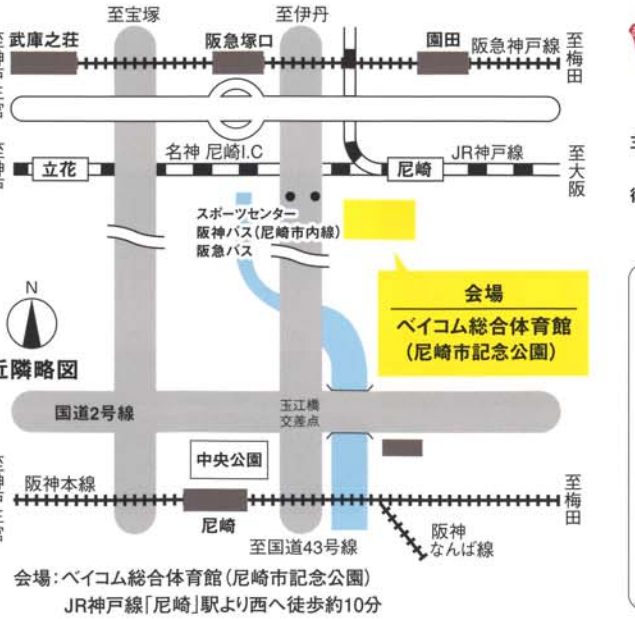 至宝塚
至伊丹
武庫之荘
阪急塚口
園田
阪急神戸線
至梅田
名神 尼崎I.C
JR神戸線
至神戸
立花
尼崎
至大阪
スポーツセンター
阪神バス(尼崎市内線)
阪急バス
会場
ベイコム総合体育館
(尼崎市記念公園)
N
近隣略図
国道2号線
玉江橋
交差点
中央公園
阪神本線
至梅田
尼崎
至国道43号線
阪神
なんば線
会場:ベイコム総合体育館(尼崎市記念公園)
JR神戸線「尼崎」駅より西へ徒歩約10分